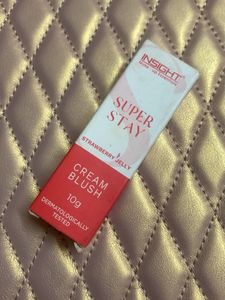 INSIGHT
SUPER
STAY
STRAWBERRY JELLY
CREAM
BLUSH
10g
DERMATOLOGICALLY
TESTED